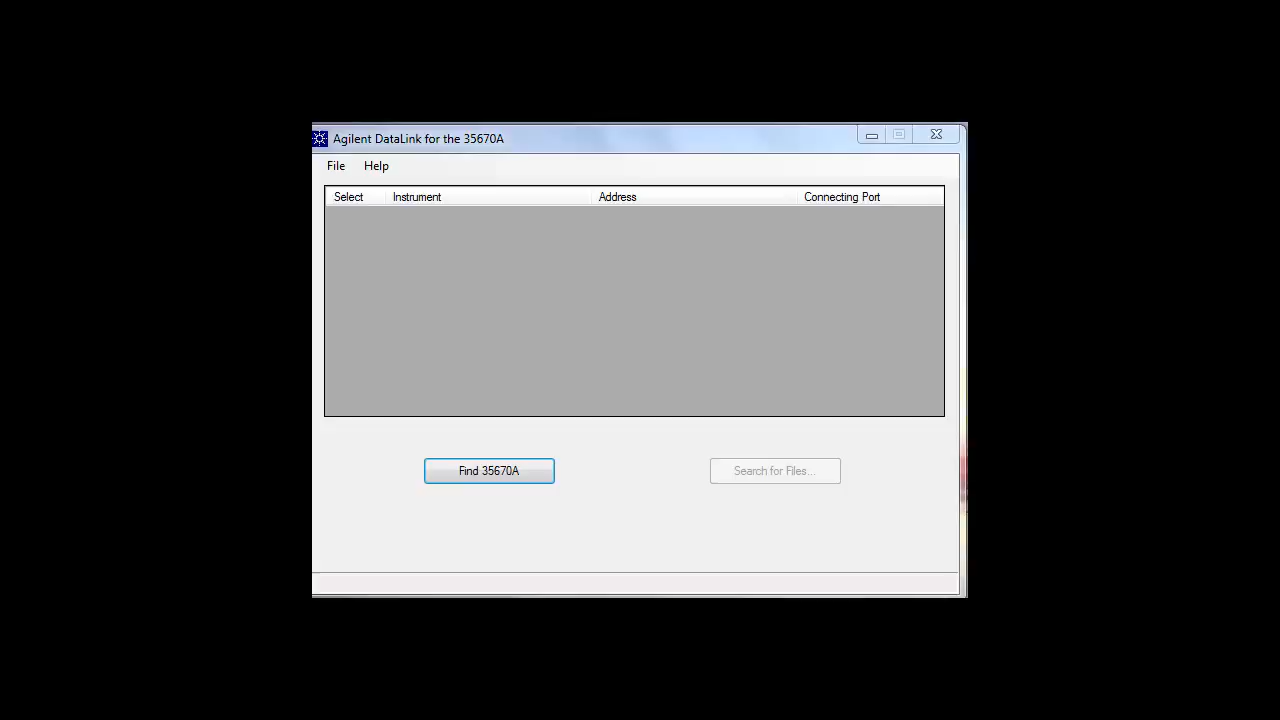 Agilent DataLink for the 35670A
File Help
Select Instrument Address Connecting Port
Find 35670A Search for Files...